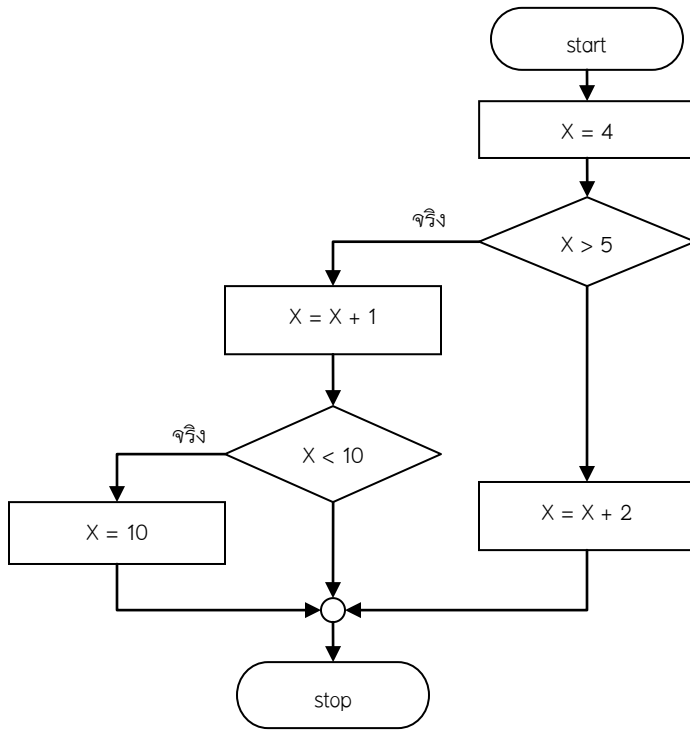 start
X = 4
จริง
X > 5
X = X + 1
จริง
X < 10
X = 10
X = X + 2
stop